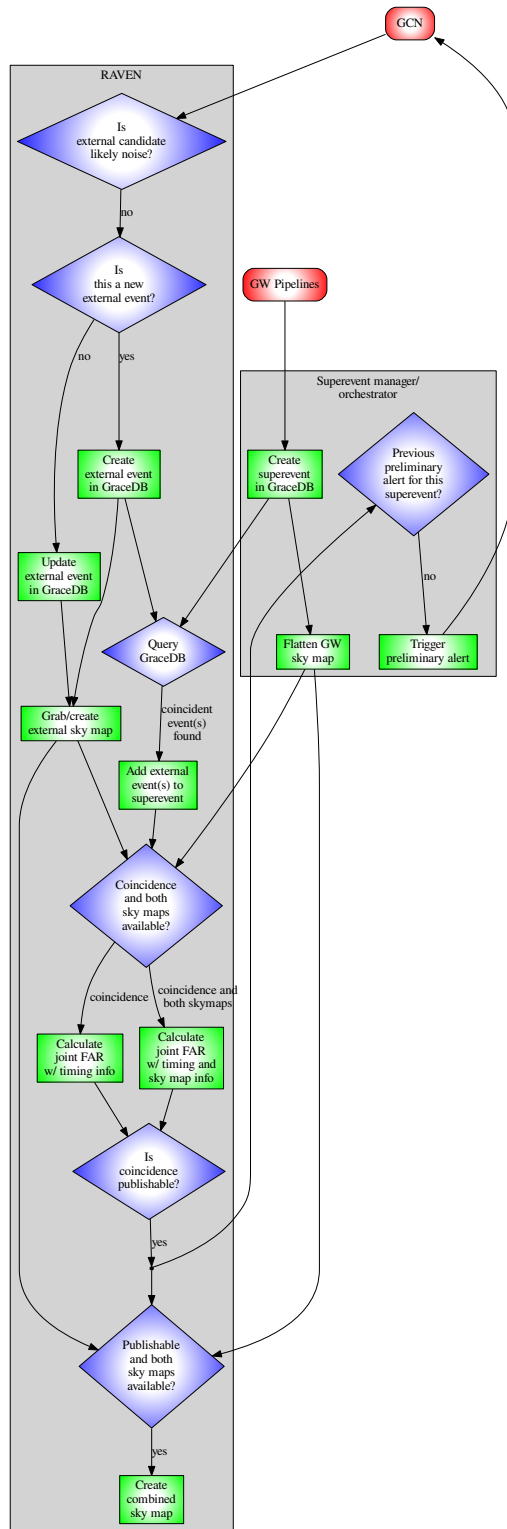 GCN
RAVEN
Is
external candidate
likely noise?
no
Is
this a new
external event?
GW Pipelines
no
yes
Superevent manager/
orchestrator
Previous
preliminary
alert for this
superevent?
Create
external event
in GraceDB
Create
superevent
in GraceDB
Update
external event
in GraceDB
no
Query
GraceDB
Flatten GW
sky map
Trigger
preliminary alert
Grab/create
external sky map
coincident
event(s)
found
Add external
event(s) to
superevent
Coincidence
and both
sky maps
available?
coincidence
coincidence and
both skymaps
Calculate
joint FAR
w/ timing info
Calculate
joint FAR
w/ timing and
sky map info
Is
coincidence
publishable?
yes
Publishable
and both
sky maps
available?
yes
Create
combined
sky map